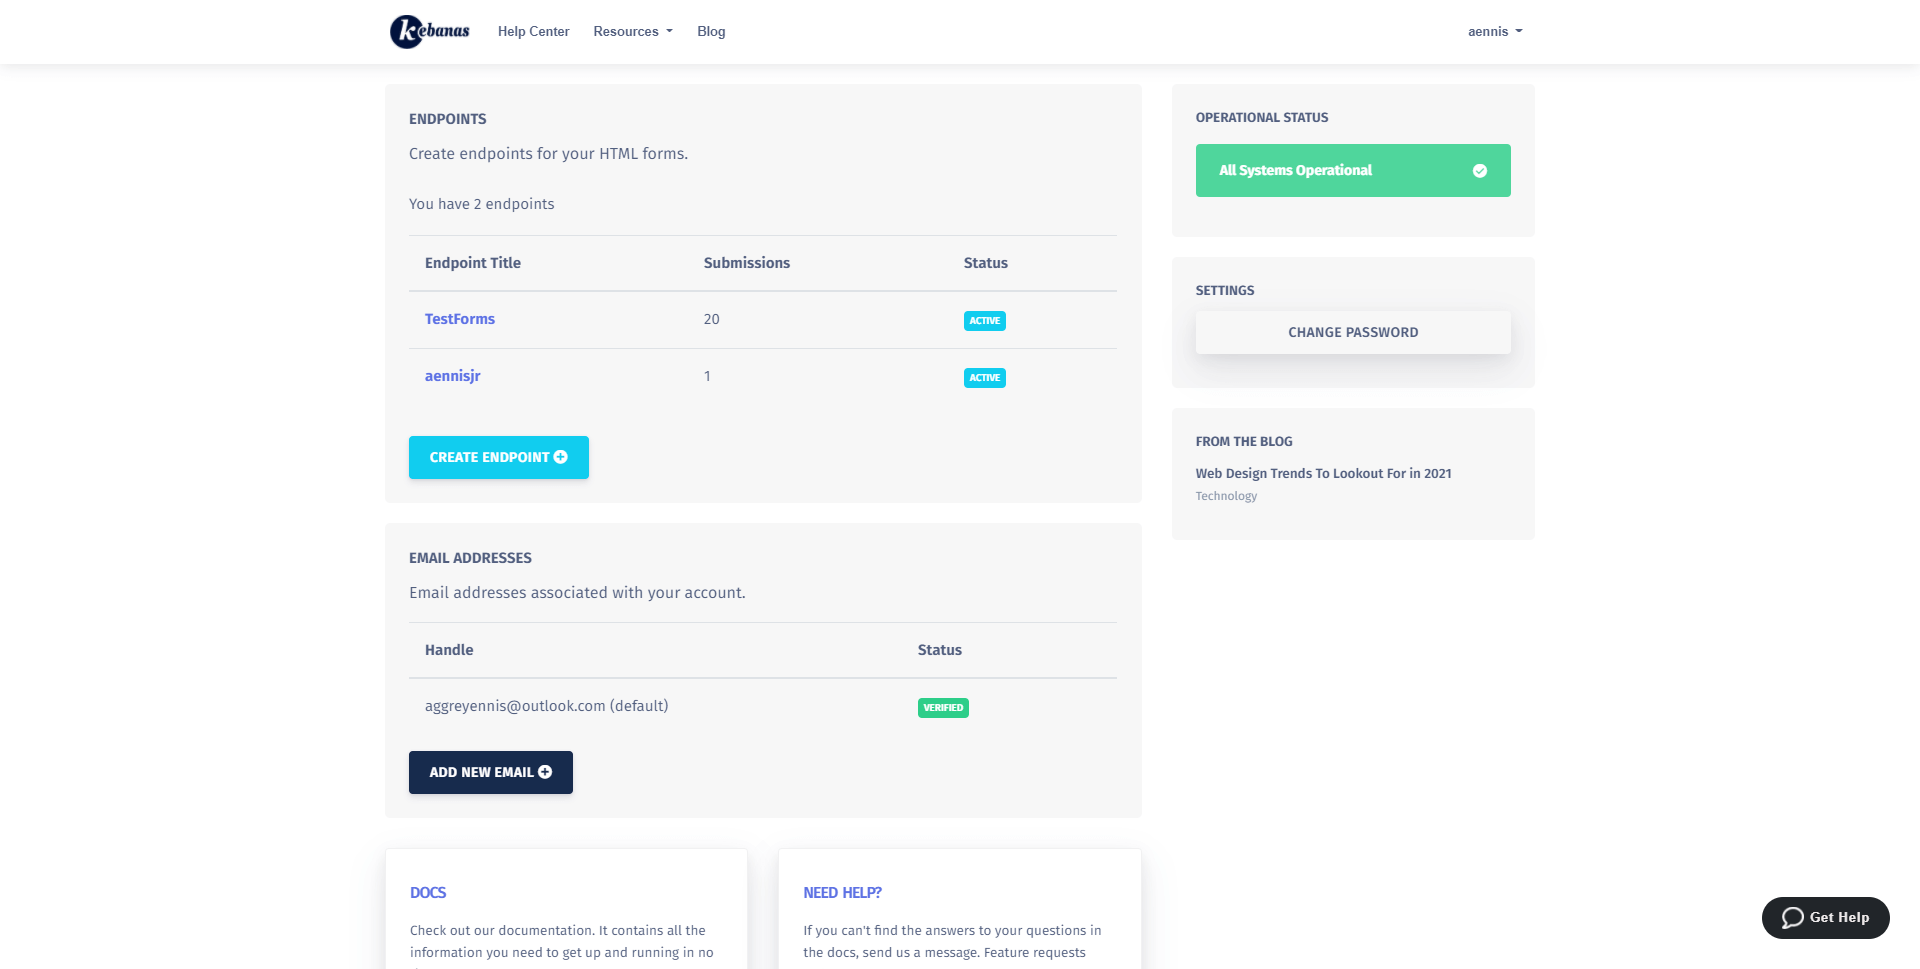 kebanas
Help Center
Resources
Blog
aennis
ENDPOINTS
Create endpoints for your HTML forms.
You have 2 endpoints
Endpoint Title Submissions Status
TestForms 20 ACTIVE
aennisjr 1 ACTIVE
CREATE ENDPOINT
EMAIL ADDRESSES
Email addresses associated with your account.
Handle Status
aggreyennis@outlook.com (default) VERIFIED
ADD NEW EMAIL
DOCS
Check out our documentation. It contains all the
information you need to get up and running in no
NEED HELP?
If you can't find the answers to your questions in
the docs, send us a message. Feature requests
OPERATIONAL STATUS
All Systems Operational
SETTINGS
CHANGE PASSWORD
FROM THE BLOG
Web Design Trends To Lookout For in 2021
Technology
Get Help